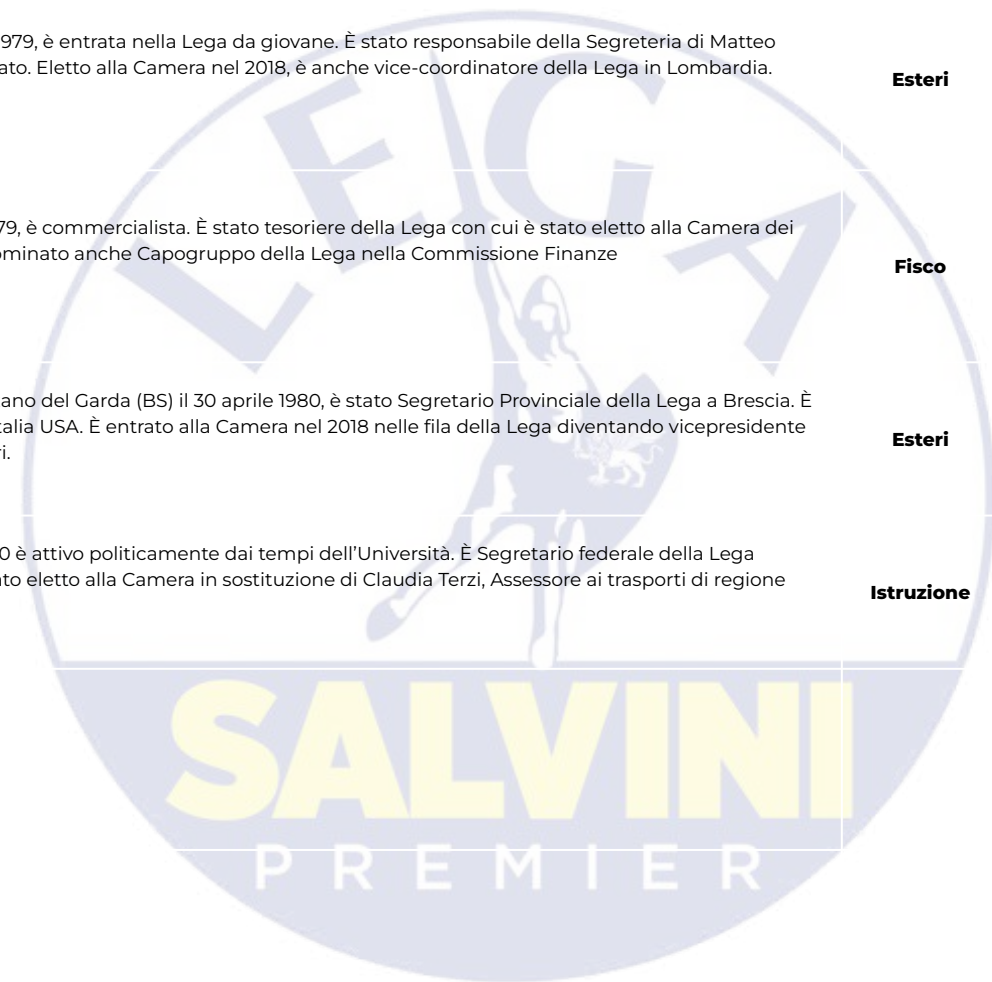 979, è entrata nella Lega da giovane. È stato responsabile della Segreteria di Matteo
ato. Eletto alla Camera nel 2018, è anche vice-coordinatore della Lega in Lombardia.
Esteri
79, è commercialista. È stato tesoriere della Lega con cui è stato eletto alla Camera dei
ominato anche Capogruppo della Lega nella Commissione Finanze
Fisco
ano del Garda (BS) il 30 aprile 1980, è stato Segretario Provinciale della Lega a Brescia. È
talia USA. È entrato alla Camera nel 2018 nelle fila della Lega diventando vicepresidente
ri.
Esteri
0 è attivo politicamente dai tempi dell’Università. È Segretario federale della Lega
ato eletto alla Camera in sostituzione di Claudia Terzi, Assessore ai trasporti di regione
Istruzione
LEGA
SALVINI
PREMIER